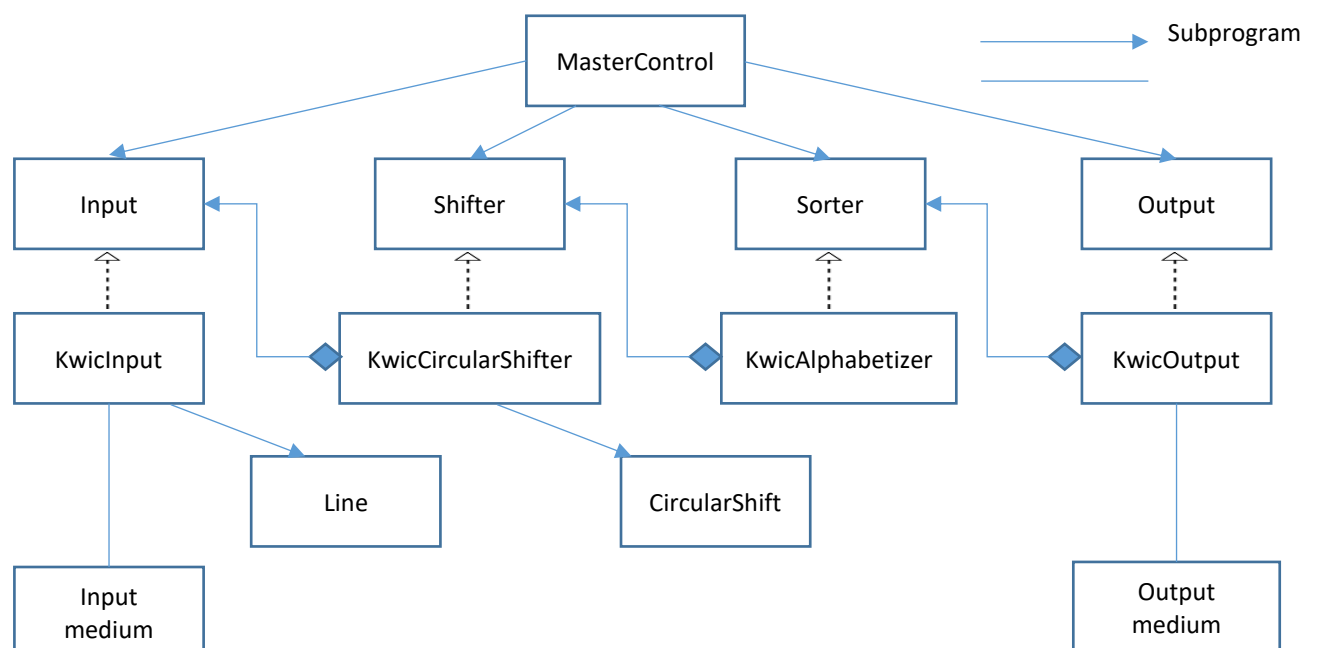 Subprogram
MasterControl
Input
Shifter
Sorter
Output
KwicInput
KwicCircularShifter
KwicAlphabetizer
KwicOutput
Line
CircularShift
Input
medium
Output
medium